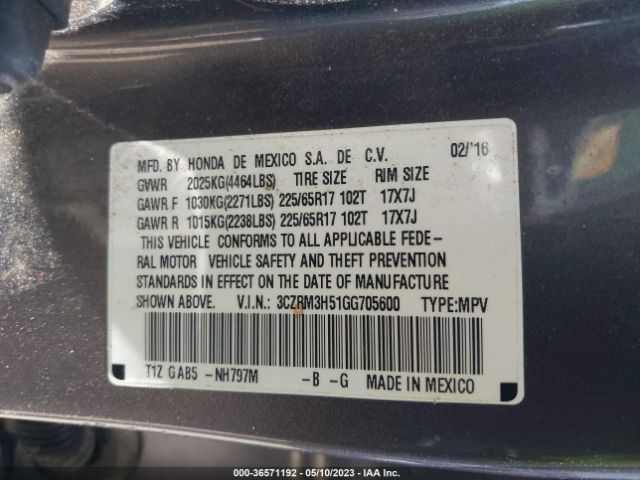 MFD. BY HONDA DE MEXICO S.A. DE C.V. 02/'16
GVWR 2025KG(4464LBS) TIRE SIZE RIM SIZE
GAWR F 1030KG(2271LBS) 225/65R17 102T 17X7J
GAWR R 1015KG(2238LBS) 225/65R17 102T 17X7J
THIS VEHICLE CONFORMS TO ALL APPLICABLE FEDE-
RAL MOTOR VEHICLE SAFETY AND THEFT PREVENTION
STANDARDS IN EFFECT ON THE DATE OF MANUFACTURE
SHOWN ABOVE. V.I.N.: 3CZRM3H51GG705600 TYPE:MPV
T1Z GAB5 -NH797M -B -G MADE IN MEXICO
000-36571192 - 05/10/2023 - IAA Inc.